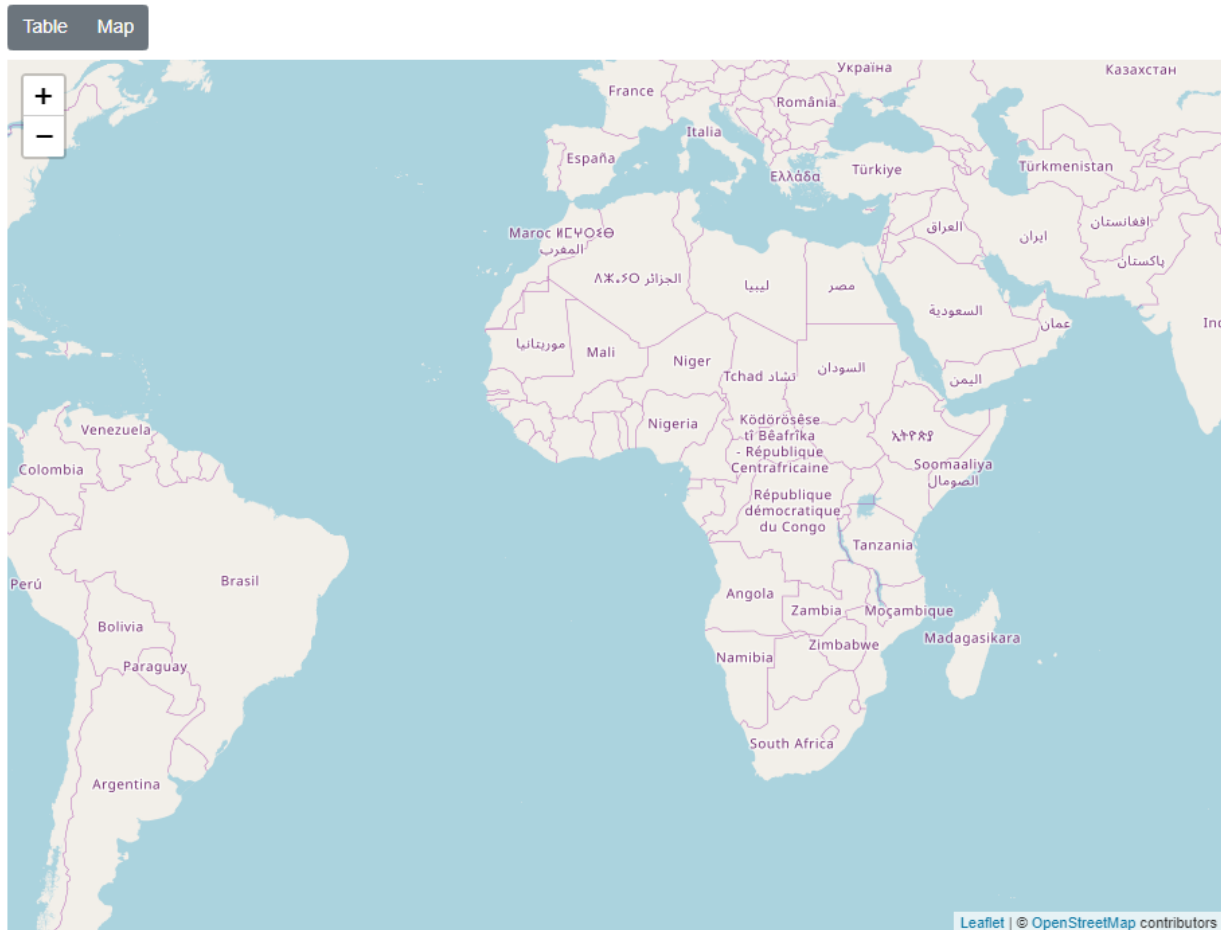 Table Map
+
−
Україна
Казахстан
France
România
Italia
España
Ελλάδα
Türkiye
Türkmenistan
افغانستان
Maroc ⵍⵎⵖⵔⵉⴱ
المغرب
العراق
ایران
پاکستان
ⴷⵣⴰⵢⵔ الجزائر
ليبيا
مصر
السعودية
عمان
Ind
موريتانيا
Mali
Niger
Tchad تشاد
السودان
اليمن
Venezuela
Nigeria
Ködörösêse
tî Bêafrîka
- République
Centrafricaine
ኢትዮጵያ
Colombia
Soomaaliya
الصومال
République
démocratique
du Congo
Tanzania
Perú
Brasil
Angola
Zambia
Moçambique
Bolivia
Madagasikara
Zimbabwe
Namibia
Paraguay
South Africa
Argentina
Leaflet | © OpenStreetMap contributors